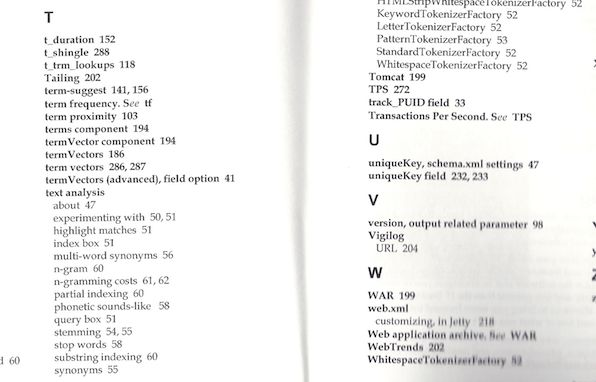 T
t_duration 152
t_shingle 288
t_trm_lookups 118
Tailing 202
term-suggest 141, 156
term frequency. See tf
term proximity 103
terms component 194
termVector component 194
termVectors 186
term vectors 286, 287
termVectors (advanced), field option 41
text analysis
about 47
experimenting with 50, 51
highlight matches 51
index box 51
multi-word synonyms 56
n-gram 60
n-gramming costs 61, 62
partial indexing 60
phonetic sounds-like 58
query box 51
stemming 54, 55
stop words 58
substring indexing 60
synonyms 55
60
HTMLStripWhitespaceTokenizerFactory 52
KeywordTokenizerFactory 52
LetterTokenizerFactory 52
PatternTokenizerFactory 53
StandardTokenizerFactory 52
WhitespaceTokenizerFactory 52
Tomcat 199
TPS 272
track_PUID field 33
Transactions Per Second. See TPS
U
uniqueKey, schema.xml settings 47
uniqueKey field 232, 233
V
version, output related parameter 98
Vigilog
URL 204
W
WAR 199
web.xml
customizing, in Jetty 218
Web application archive. See WAR
WebTrends 202
WhitespaceTokenizerFactory 52